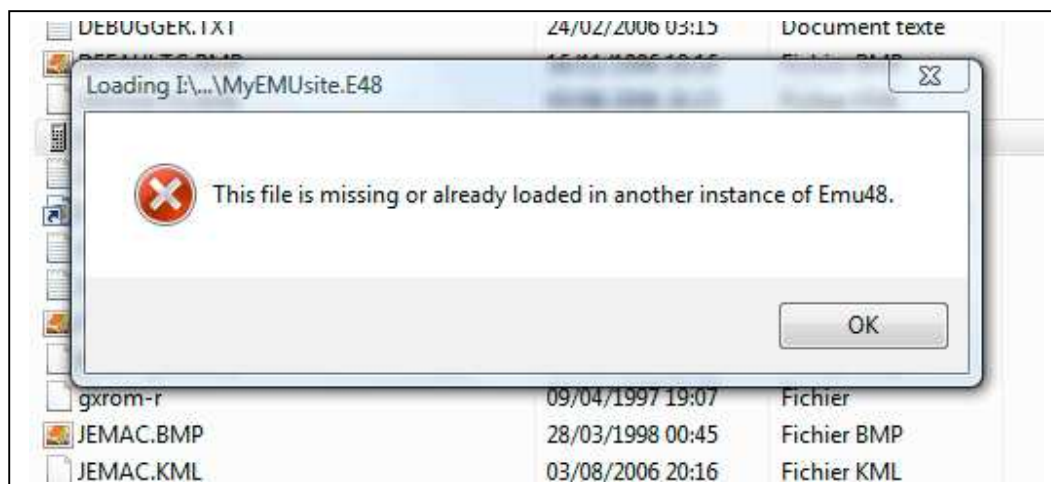 DEBUGGER.TXT 24/02/2006 03:15 Document texte
Loading I:\...\MyEMUsite.E48
This file is missing or already loaded in another instance of Emu48.
OK
gxrom-r 09/04/1997 19:07 Fichier
JEMAC.BMP 28/03/1998 00:45 Fichier BMP
JEMAC.KML 03/08/2006 20:16 Fichier KML